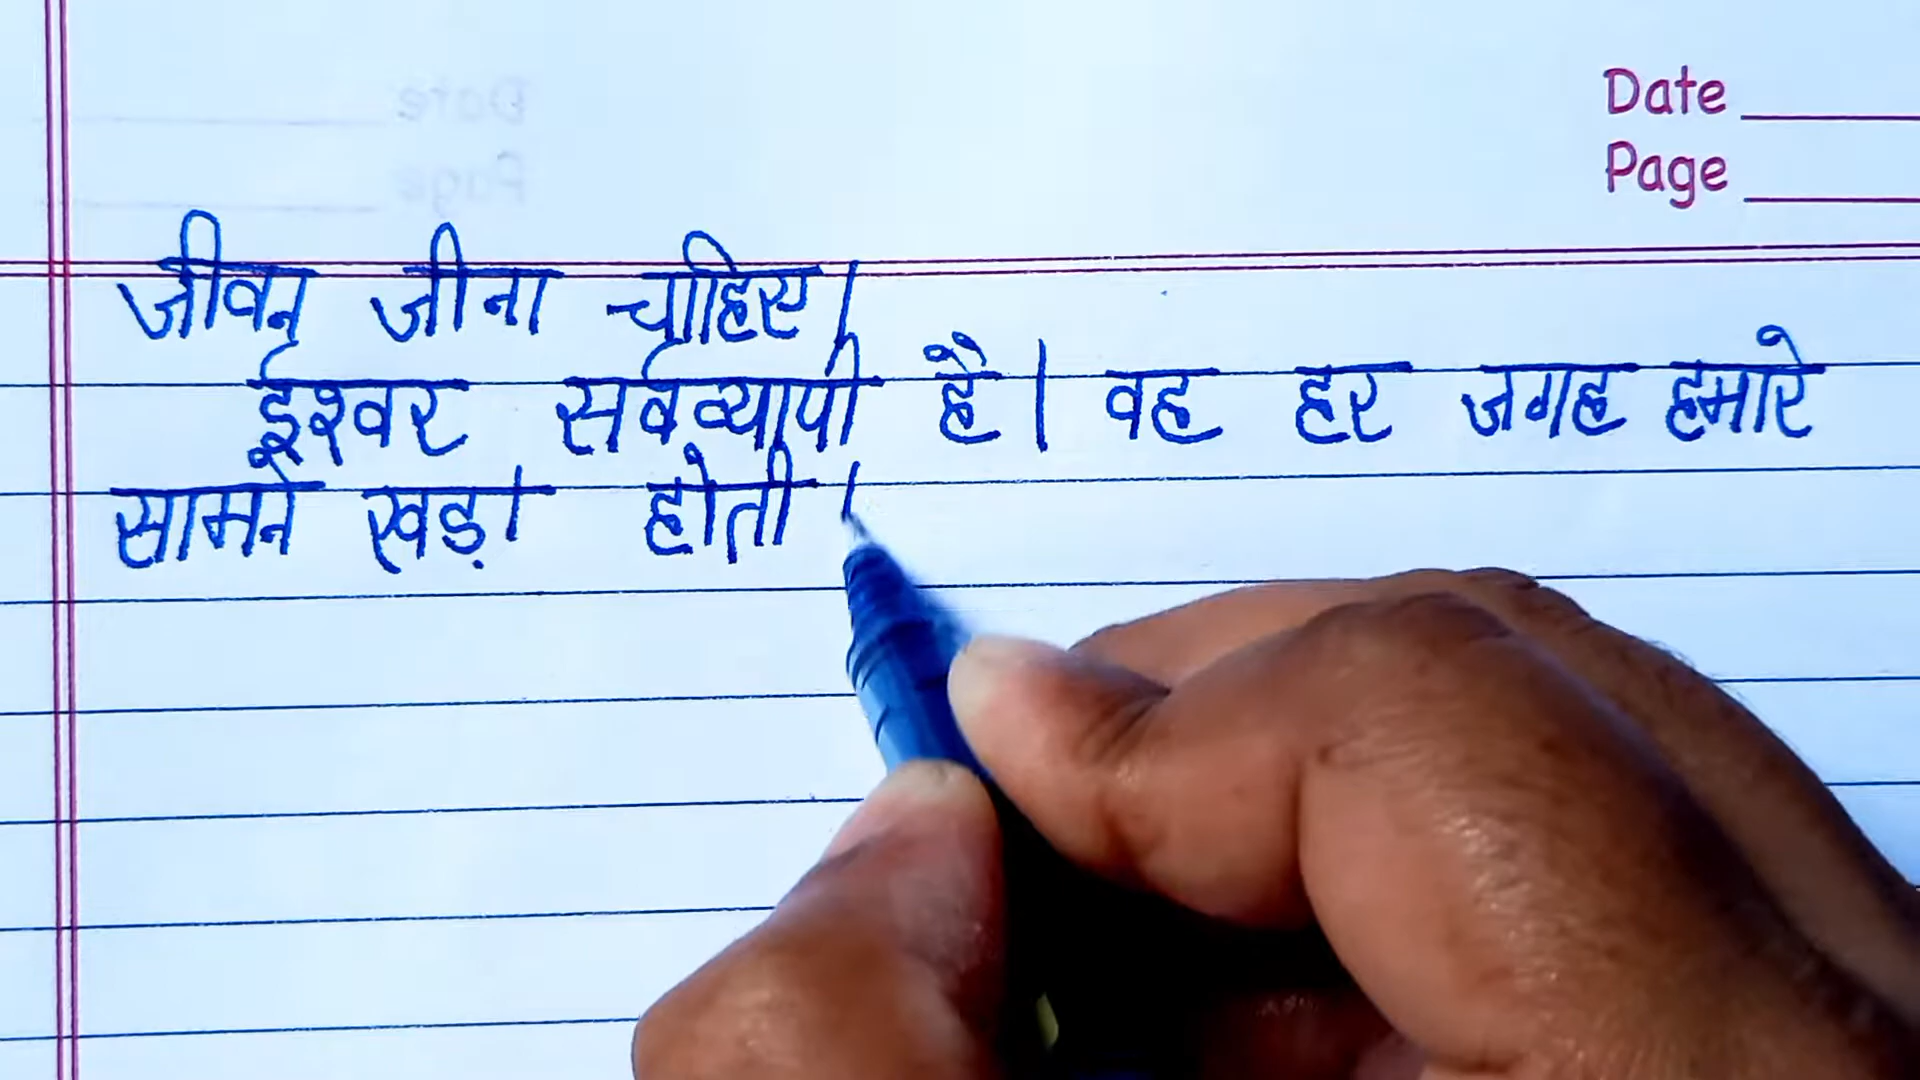 Date
Page
जीवन जीना चाहिए।
ईश्वर सर्वव्यापी है। वह हर जगह हमारे
सामने खड़ा होती।